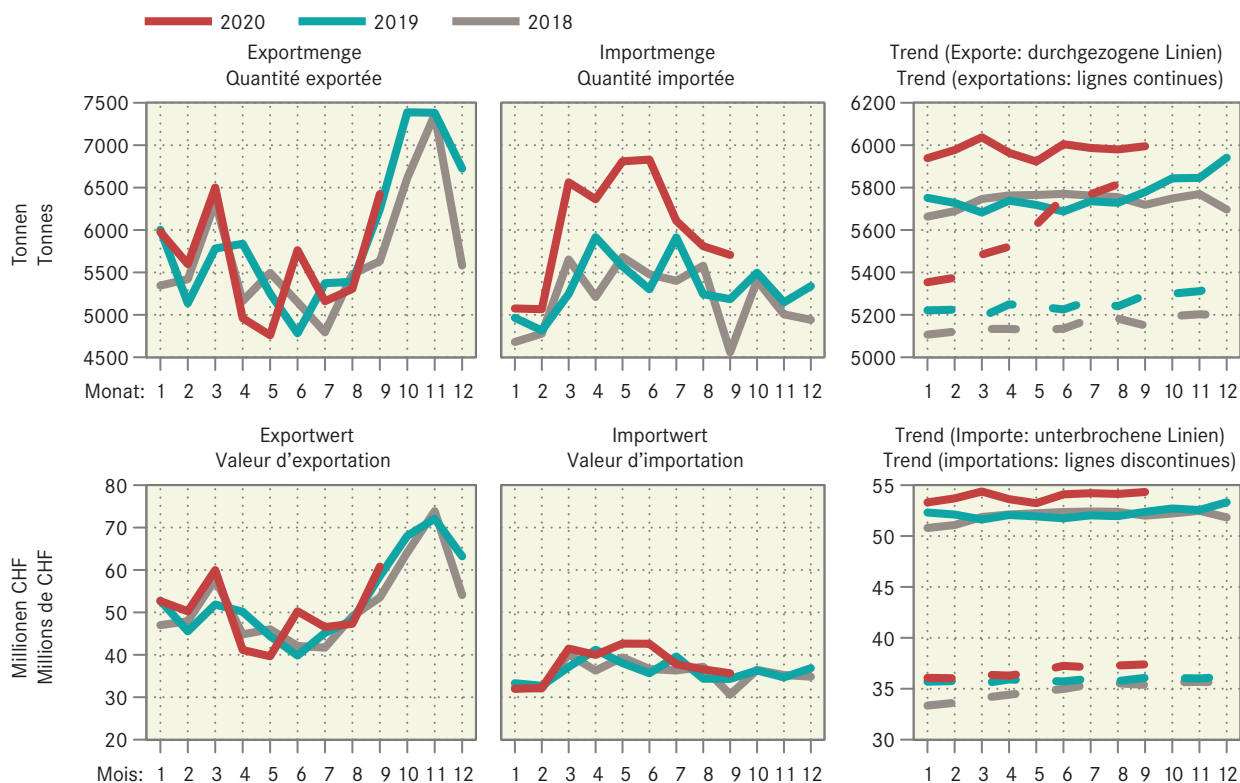 2020 2019 2018
Exportmenge
Quantité exportée
Importmenge
Quantité importée
Trend (Exporte: durchgezogene Linien)
Trend (exportations: lignes continues)
Tonnen
Tonnes
7500
7000
6500
6000
5500
5000
4500
6200
6000
5800
5600
5400
5200
5000
Monat: 1 2 3 4 5 6 7 8 9 10 11 12
1 2 3 4 5 6 7 8 9 10 11 12
1 2 3 4 5 6 7 8 9 10 11 12
Exportwert
Valeur d'exportation
Importwert
Valeur d'importation
Trend (Importe: unterbrochene Linien)
Trend (importations: lignes discontinues)
Millionen CHF
Millions de CHF
80
70
60
50
40
30
20
55
50
45
40
35
30
Mois: 1 2 3 4 5 6 7 8 9 10 11 12
1 2 3 4 5 6 7 8 9 10 11 12
1 2 3 4 5 6 7 8 9 10 11 12